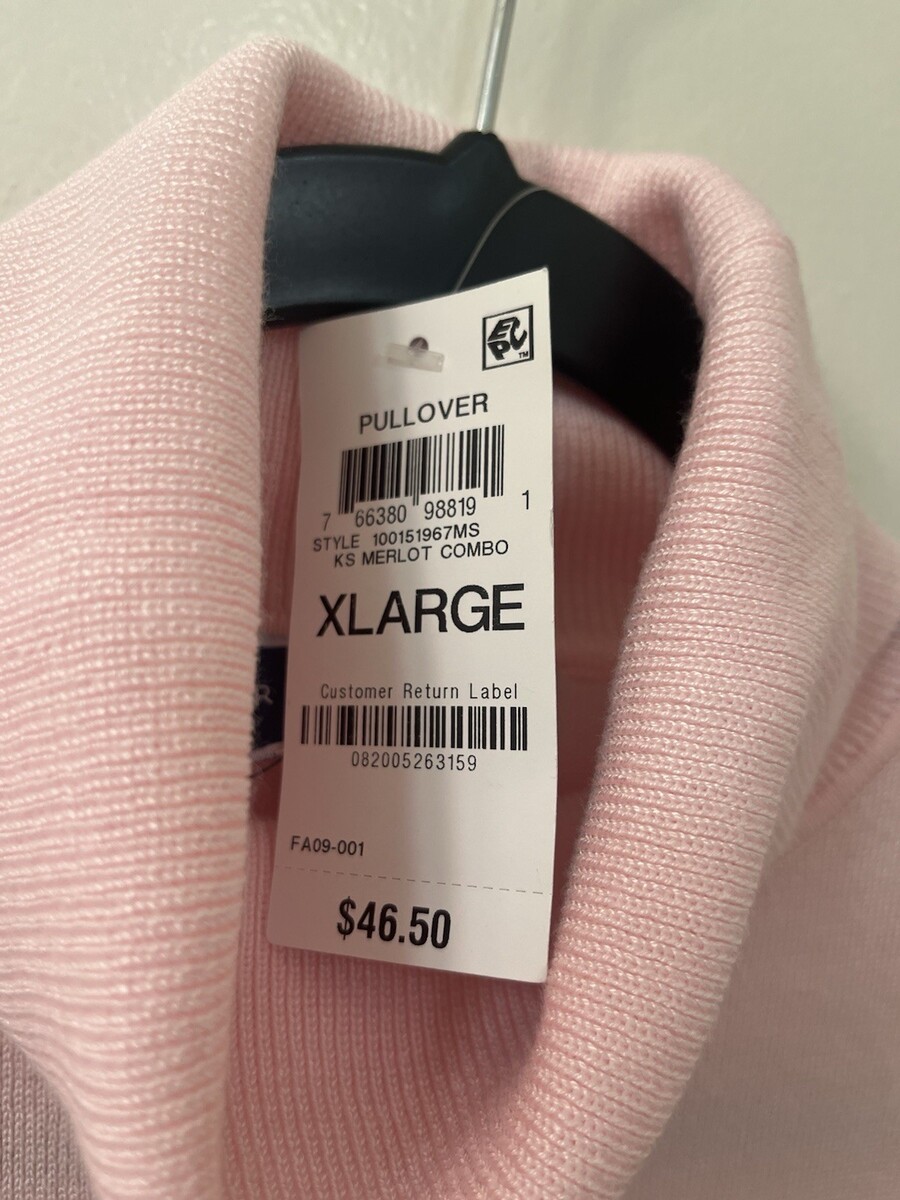 EPC
TM
PULLOVER
7 66380 98819 1
STYLE 100151967MS
KS MERLOT COMBO
XLARGE
Customer Return Label
082005263159
FA09-001
$46.50
R